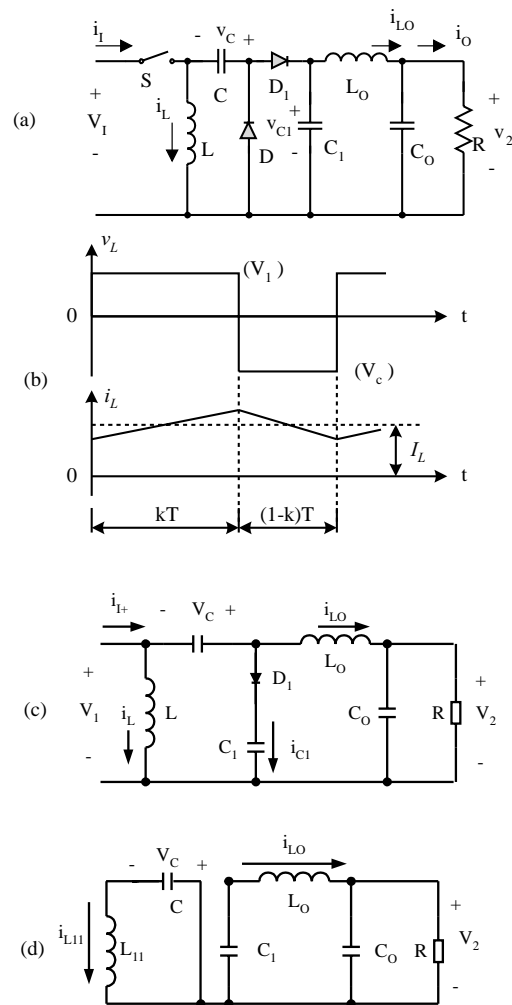 (a)
i_I
S
- v_C +
C
D_1
i_LO
i_O
L_O
+
V_I
-
i_L
L
D
v_C1
+
-
C_1
C_O
R
+
v_2
-
(b)
v_L
(V_1)
0
t
(V_c)
i_L
I_L
0
t
kT
(1-k)T
(c)
i_I+
- V_C +
i_LO
L_O
+
V_1
-
i_L
L
D_1
C_1
i_C1
C_O
R
+
V_2
-
(d)
- V_C +
C
i_LO
L_O
i_L11
L_11
C_1
C_O
R
+
V_2
-